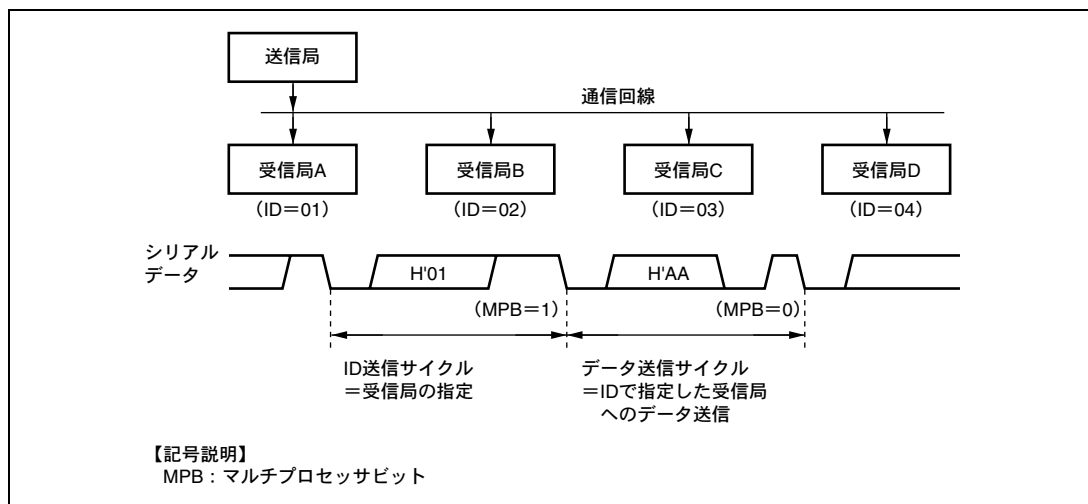 送信局
通信回線
受信局A
受信局B
受信局C
受信局D
(ID=01)
(ID=02)
(ID=03)
(ID=04)
シリアル
データ
H'01
H'AA
(MPB=1)
(MPB=0)
ID送信サイクル
=受信局の指定
データ送信サイクル
=IDで指定した受信局
へのデータ送信
【記号説明】
MPB:マルチプロセッサビット